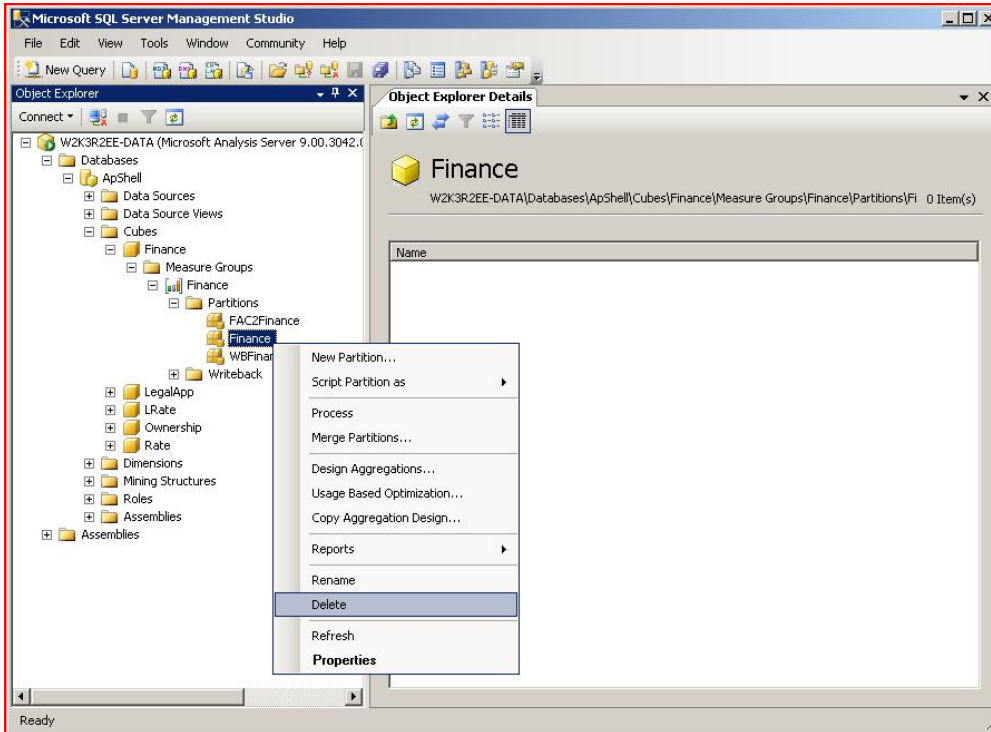 Microsoft SQL Server Management Studio
File Edit View Tools Window Community Help
New Query
Object Explorer
Connect
W2K3R2EE-DATA (Microsoft Analysis Server 9.00.3042.0
Databases
ApShell
Data Sources
Data Source Views
Cubes
Finance
Measure Groups
Finance
Partitions
FAC2Finance
Finance
WBFinan
Writeback
LegalApp
LRate
Ownership
Rate
Dimensions
Mining Structures
Roles
Assemblies
Assemblies
New Partition...
Script Partition as
Process
Merge Partitions...
Design Aggregations...
Usage Based Optimization...
Copy Aggregation Design...
Reports
Rename
Delete
Refresh
Properties
Object Explorer Details
Finance
W2K3R2EE-DATA\Databases\ApShell\Cubes\Finance\Measure Groups\Finance\Partitions\Fi 0 Item(s)
Name
Ready